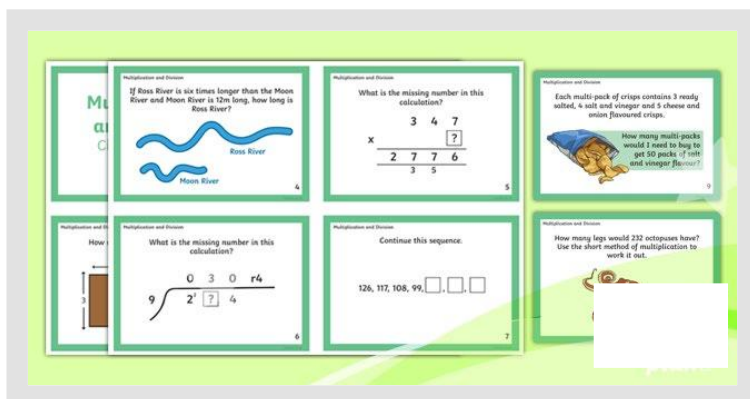 Mu
a
C
Multiplication and Division
If Ross River is six times longer than the Moon
River and Moon River is 12m long, how long is
Ross River?
Ross River
Moon River
4
Multiplication and Division
What is the missing number in this
calculation?
3 4 7
x ?
2 7 7 6
3 5
5
Multiplication and Division
Each multi-pack of crisps contains 3 ready
salted, 4 salt and vinegar and 5 cheese and
onion flavoured crisps.
How many multi-packs
would I need to buy to
get 50 packs of salt
and vinegar flavour?
9
Multiplication and Di
How
3
Multiplication and Division
What is the missing number in this
calculation?
0 3 0 r4
9 2 ? 4
6
Multiplication and Division
Continue this sequence.
126, 117, 108, 99, , ,
7
Multiplication and Division
How many legs would 232 octopuses have?
Use the short method of multiplication to
work it out.